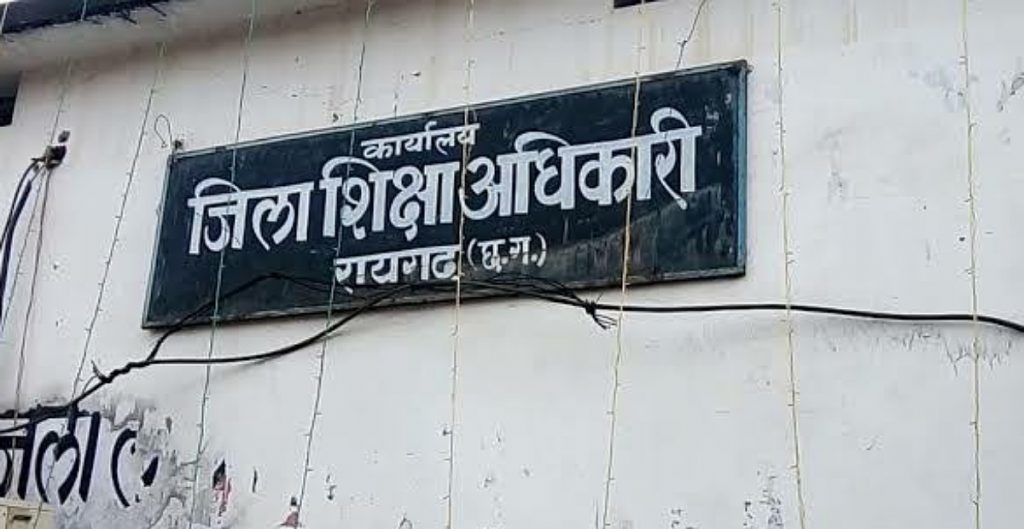 कार्यालय
जिला शिक्षा अधिकारी
रायगढ़ (छ.ग.)
जिला